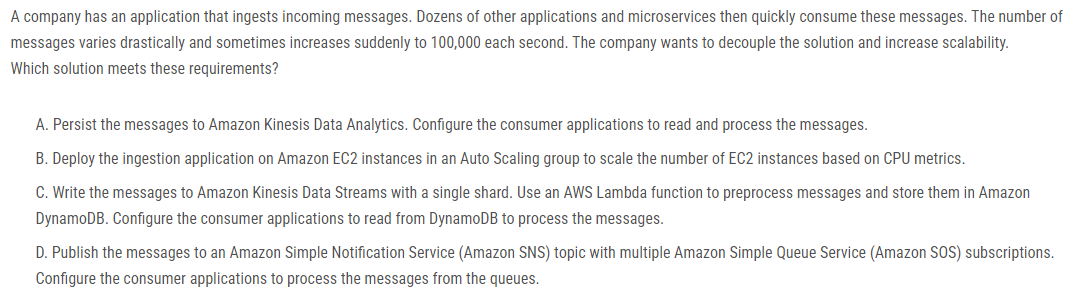 A company has an application that ingests incoming messages. Dozens of other applications and microservices then quickly consume these messages. The number of
messages varies drastically and sometimes increases suddenly to 100,000 each second. The company wants to decouple the solution and increase scalability.
Which solution meets these requirements?
A. Persist the messages to Amazon Kinesis Data Analytics. Configure the consumer applications to read and process the messages.
B. Deploy the ingestion application on Amazon EC2 instances in an Auto Scaling group to scale the number of EC2 instances based on CPU metrics.
C. Write the messages to Amazon Kinesis Data Streams with a single shard. Use an AWS Lambda function to preprocess messages and store them in Amazon
DynamoDB. Configure the consumer applications to read from DynamoDB to process the messages.
D. Publish the messages to an Amazon Simple Notification Service (Amazon SNS) topic with multiple Amazon Simple Queue Service (Amazon SOS) subscriptions.
Configure the consumer applications to process the messages from the queues.